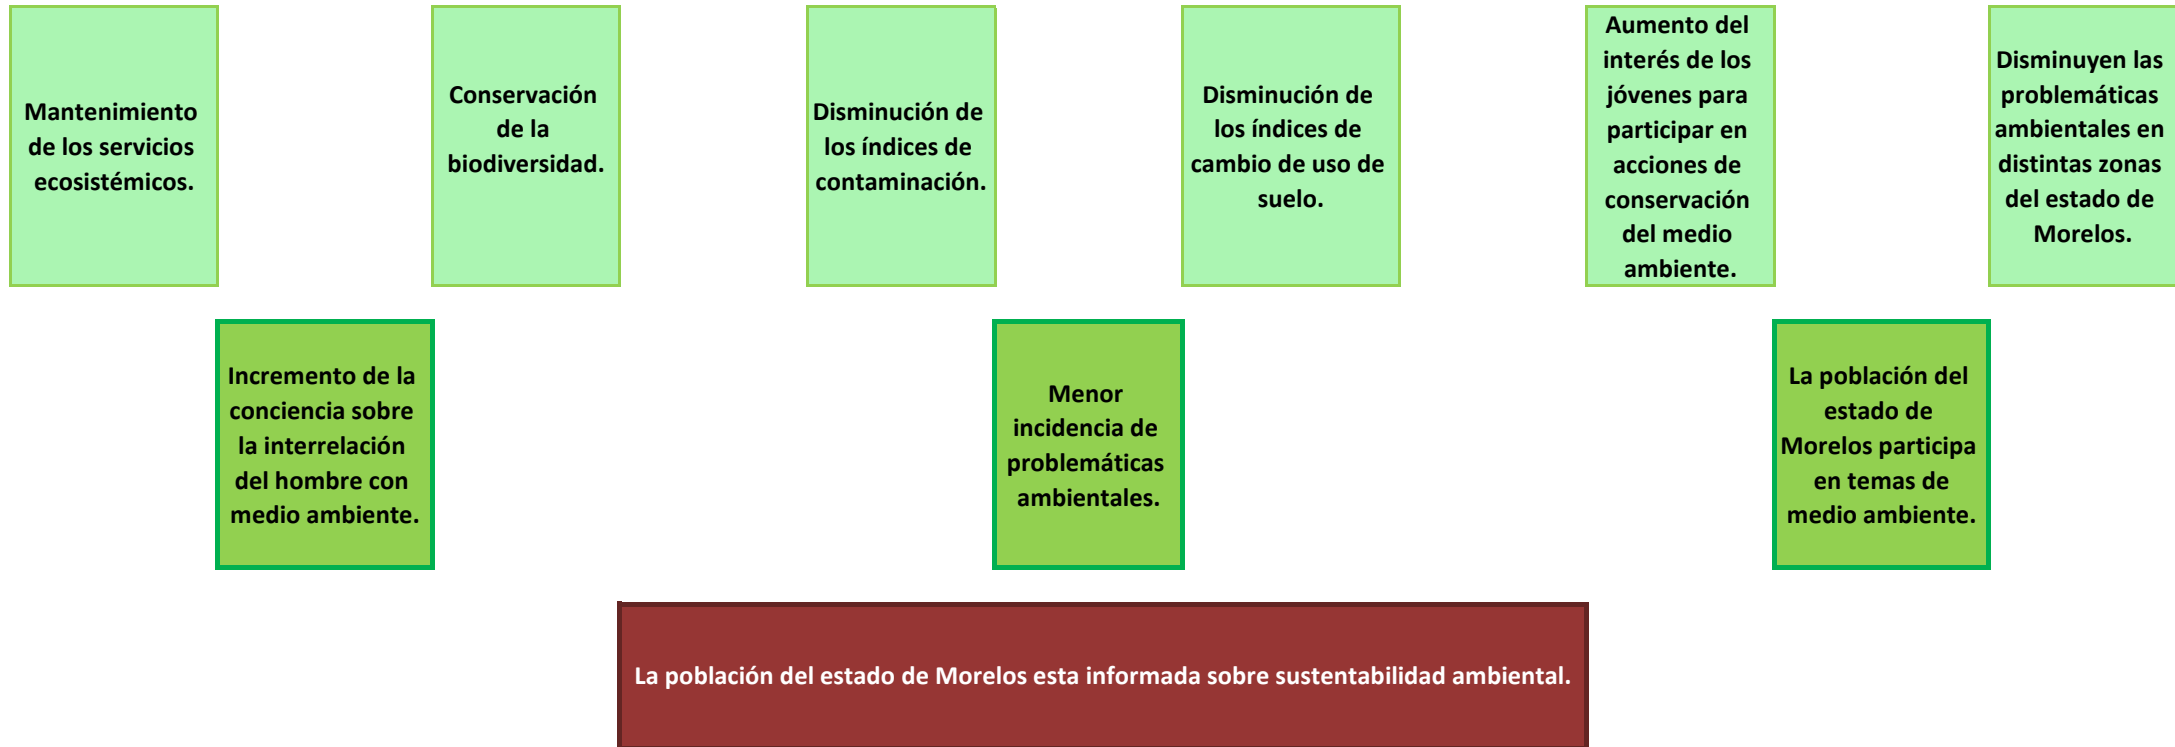 Mantenimiento
de los servicios
ecosistémicos.
Conservación
de la
biodiversidad.
Disminución de
los índices de
contaminación.
Disminución de
los índices de
cambio de uso de
suelo.
Aumento del
interés de los
jóvenes para
participar en
acciones de
conservación
del medio
ambiente.
Disminuyen las
problemáticas
ambientales en
distintas zonas
del estado de
Morelos.
Incremento de la
conciencia sobre
la interrelación
del hombre con
medio ambiente.
Menor
incidencia de
problemáticas
ambientales.
La población del
estado de
Morelos participa
en temas de
medio ambiente.
La población del estado de Morelos esta informada sobre sustentabilidad ambiental.